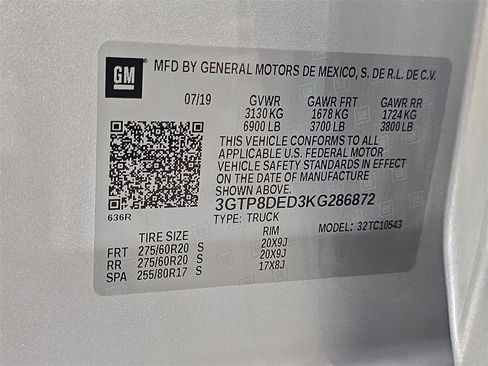 GM
MFD BY GENERAL MOTORS DE MEXICO, S. DE R.L. DE C.V.
07/19 GVWR GAWR FRT GAWR RR
3130 KG 1678 KG 1724 KG
6900 LB 3700 LB 3800 LB
THIS VEHICLE CONFORMS TO ALL
APPLICABLE U.S. FEDERAL MOTOR
VEHICLE SAFETY STANDARDS IN EFFECT
ON THE DATE OF MANUFACTURE
SHOWN ABOVE.
3GTP8DED3KG286872
636R TYPE: TRUCK MODEL: 32TC10543
TIRE SIZE RIM
FRT 275/60R20 S 20X9J
RR 275/60R20 S 20X9J
SPA 255/80R17 S 17X8J